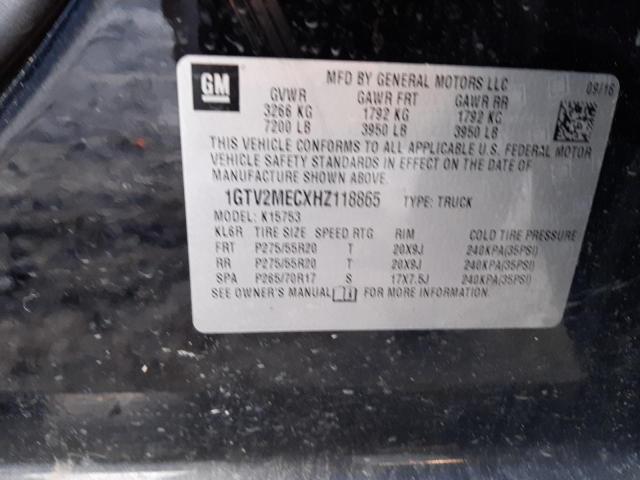 GM
MFD BY GENERAL MOTORS LLC
09/16
GVWR GAWR FRT GAWR RR
3266 KG 1792 KG 1792 KG
7200 LB 3950 LB 3950 LB
THIS VEHICLE CONFORMS TO ALL APPLICABLE U.S. FEDERAL MOTOR
VEHICLE SAFETY STANDARDS IN EFFECT ON THE DATE OF
MANUFACTURE SHOWN ABOVE.
1GTV2MECXHZ118865 TYPE: TRUCK
MODEL: K15753
KL6R TIRE SIZE SPEED RTG RIM COLD TIRE PRESSURE
FRT P275/55R20 T 20X9J 240KPA(35PSI)
RR P275/55R20 T 20X9J 240KPA(35PSI)
SPA P265/70R17 S 17X7.5J 240KPA(35PSI)
SEE OWNER'S MANUAL FOR MORE INFORMATION.